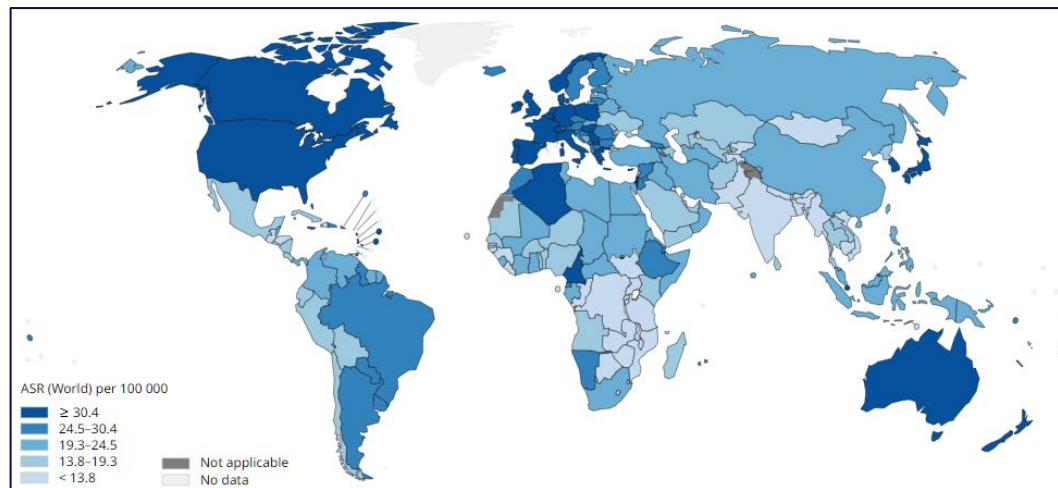 ASR (World) per 100 000
≥ 30.4
24.5–30.4
19.3–24.5
13.8–19.3
< 13.8
Not applicable
No data